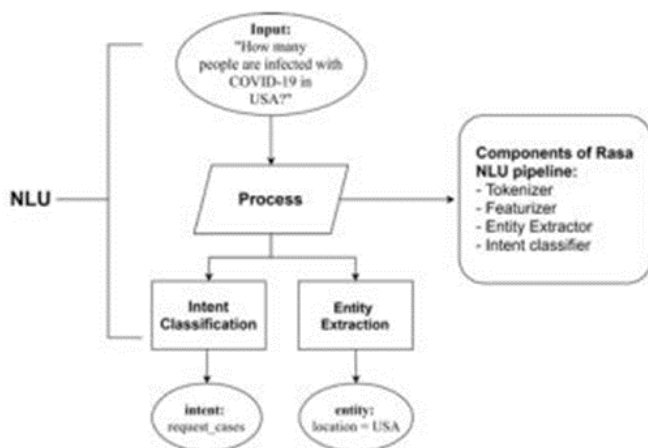 Input:
"How many
people are infected with
COVID-19 in
USA?"
NLU
Process
Components of Rasa
NLU pipeline:
- Tokenizer
- Featurizer
- Entity Extractor
- Intent classifier
Intent
Classification
Entity
Extraction
intent:
request_cases
entity:
location = USA